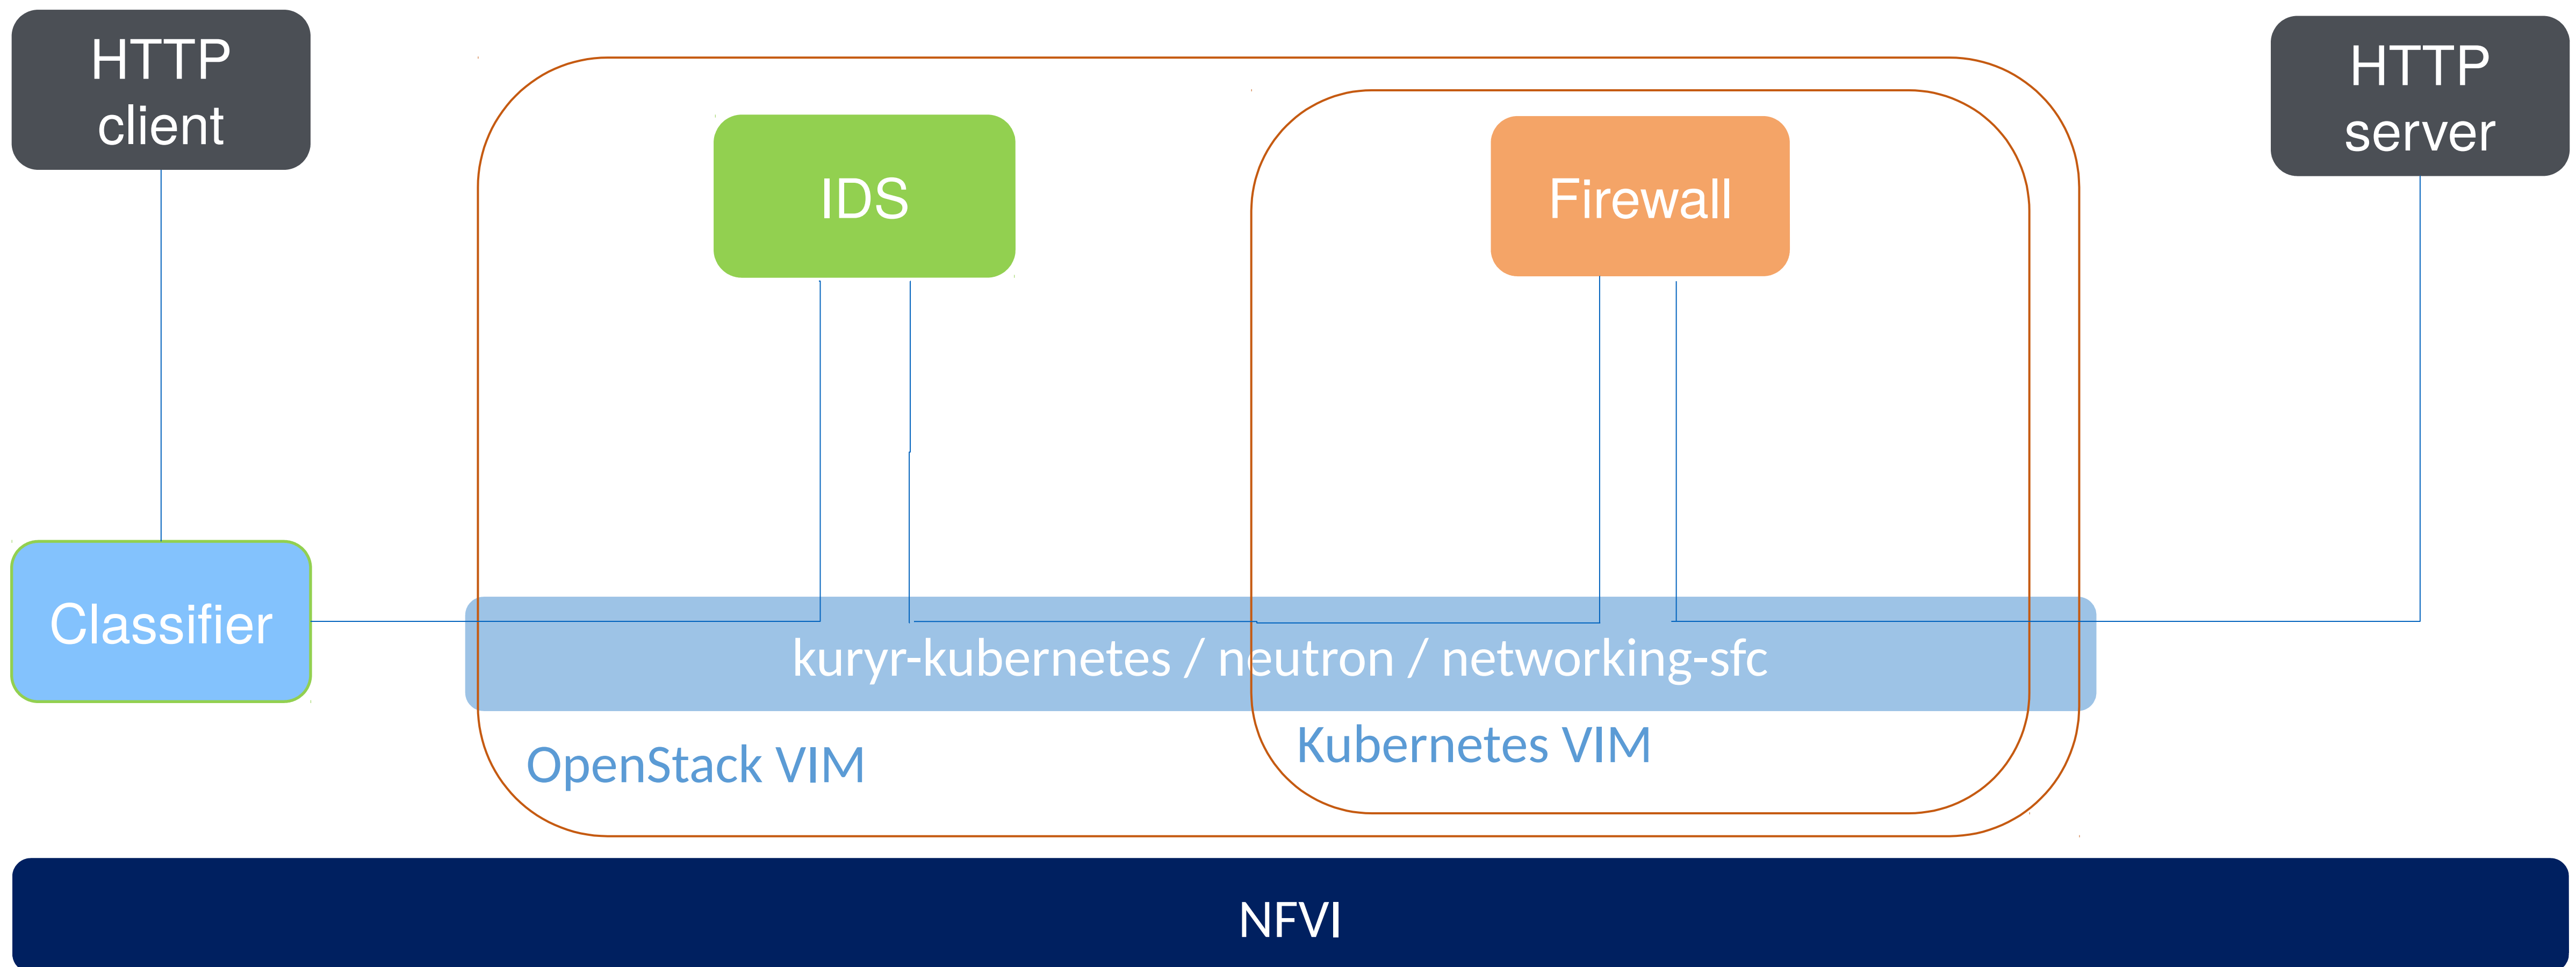 HTTP
client
HTTP
server
IDS
Firewall
Classifier
kuryr-kubernetes / neutron / networking-sfc
OpenStack VIM
Kubernetes VIM
NFVI